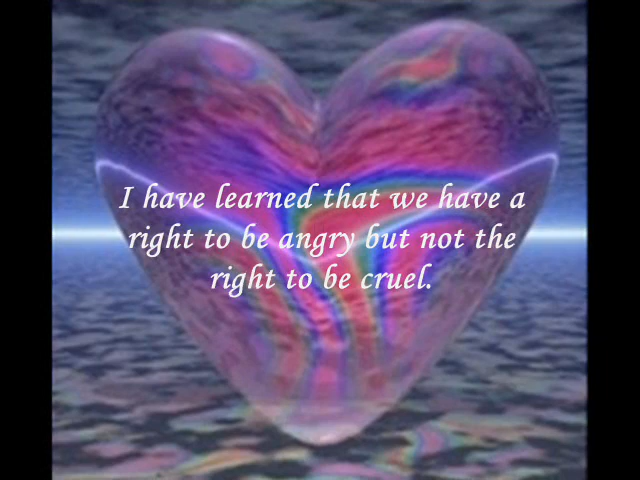 I have learned that we have a
right to be angry but not the
right to be cruel.